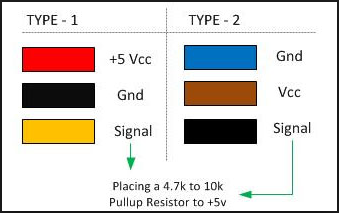 TYPE - 1
TYPE - 2
+5 Vcc
Gnd
Gnd
Vcc
Signal
Signal
Placing a 4.7k to 10k
Pullup Resistor to +5v